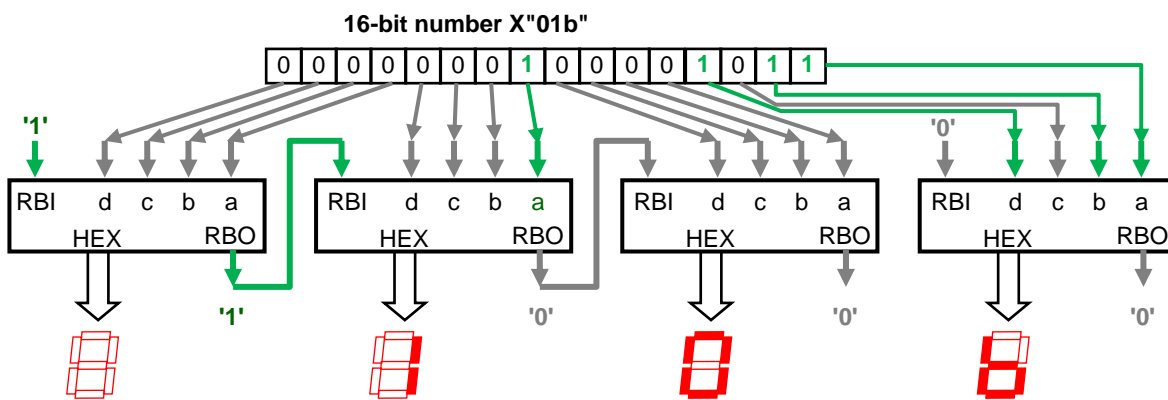 16-bit number X"01b"
0 0 0 0 0 0 0 1 0 0 0 0 1 0 1 1
'1' '0'
RBI d c b a RBI d c b a RBI d c b a RBI d c b a
HEX RBO HEX RBO HEX RBO HEX RBO
'1' '0' '0' '0'
1 0 b